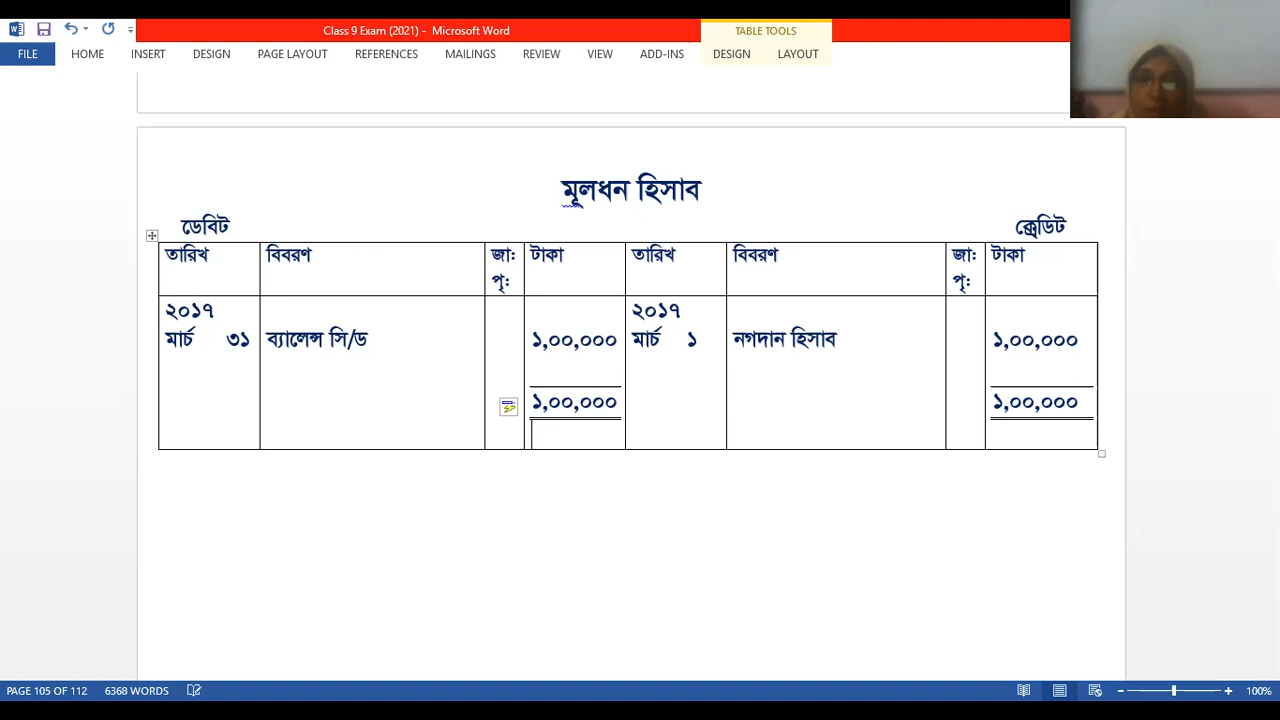 Class 9 Exam (2021) - Microsoft Word
TABLE TOOLS
FILE HOME INSERT DESIGN PAGE LAYOUT REFERENCES MAILINGS REVIEW VIEW ADD-INS DESIGN LAYOUT
মূলধন হিসাব
ডেবিট ক্রেডিট
তারিখ বিবরণ জা: টাকা তারিখ বিবরণ জা: টাকা
পৃ: পৃ:
২০১৭ ২০১৭
মার্চ ৩১ ব্যালেন্স সি/ড ১,০০,০০০ মার্চ ১ নগদান হিসাব ১,০০,০০০
১,০০,০০০ ১,০০,০০০
PAGE 105 OF 112 6368 WORDS 100%